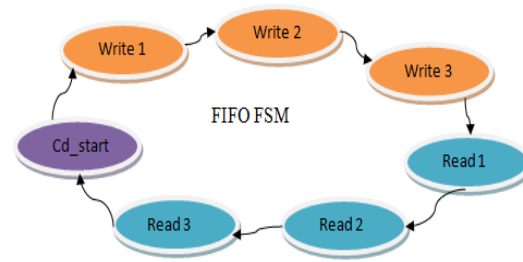 Write 1
Write 2
Write 3
FIFO FSM
Cd_start
Read 1
Read 2
Read 3